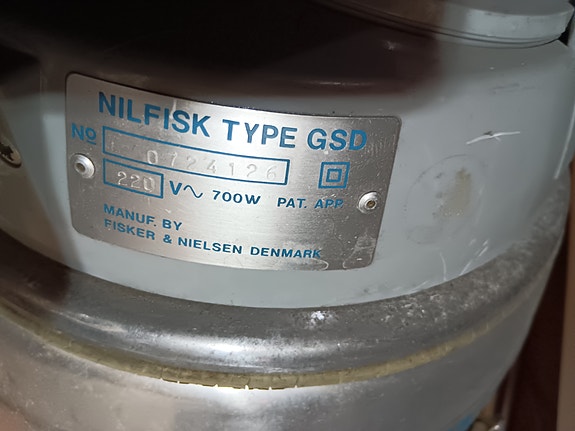 NILFISK TYPE GSD
No 0724126
220 V~ 700W PAT. APP.
MANUF. BY
FISKER & NIELSEN DENMARK